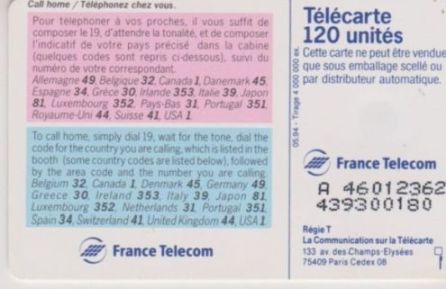 Call home / Téléphonez chez vous.
Pour telephoner à vos proches, il vous suffit de
composer le 19, d'attendre la tonalité, et de composer
l'indicatif de votre pays précisé dans la cabine
(quelques codes sont repris ci-dessous), suivi du
numéro de votre correspondant.
Allemagne 49, Belgique 32, Canada 1, Danemark 45,
Espagne 34, Grèce 30, Irlande 353, Italie 39, Japon
81, Luxembourg 352, Pays-Bas 31, Portugal 351,
Royaume-Uni 44, Suisse 41, USA 1.
To call home, simply dial 19, wait for the tone, dial the
code for the country you are calling, which is listed in the
booth (some country codes are listed below), followed
by the area code and the number you are calling.
Belgium 32, Canada 1, Denmark 45, Germany 49,
Greece 30, Ireland 353, Italy 39, Japan 81,
Luxembourg 352, Netherlands 31, Portugal 351,
Spain 34, Switzerland 41, United Kingdom 44, USA 1.
France Telecom
05.94 - Tirage 4 000 000 ex.
Télécarte
120 unités
Cette carte ne peut être vendue
que sous emballage scellé ou
par distributeur automatique.
France Telecom
A 46012362
439300180
Régie T
La Communication sur la Télécarte
133 av. des Champs-Elysées
75409 Paris Cedex 08